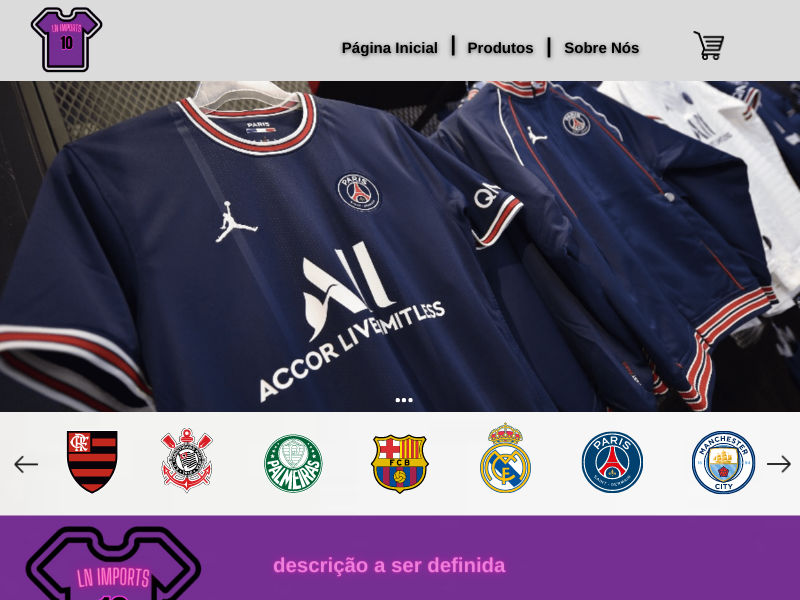 LN IMPORTS
10
Página Inicial | Produtos | Sobre Nós
PARIS
PARIS
ACCOR LIVE LIMITLESS
PALMEIRAS
FCB
PARIS
SAINT-GERMAIN
MANCHESTER
CITY
LN IMPORTS
descrição a ser definida